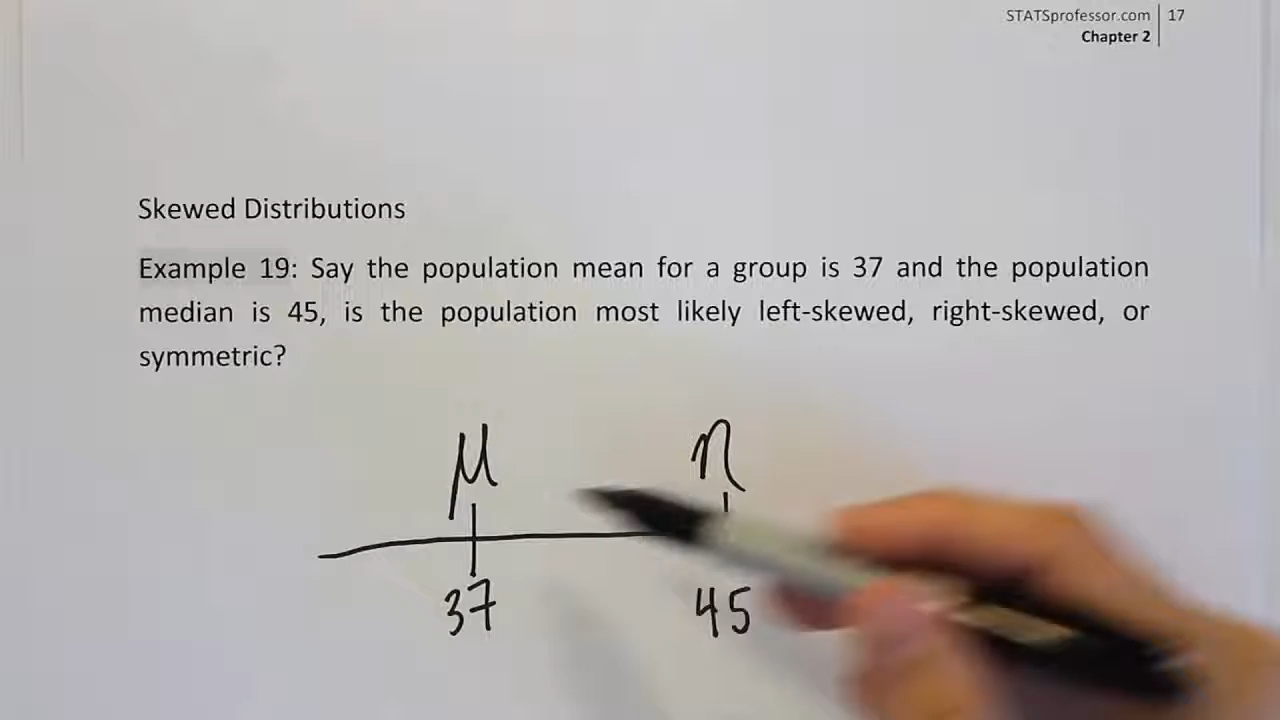 STATSprofessor.com | 17
Chapter 2
Skewed Distributions
Example 19: Say the population mean for a group is 37 and the population
median is 45, is the population most likely left-skewed, right-skewed, or
symmetric?
μ η
37 45